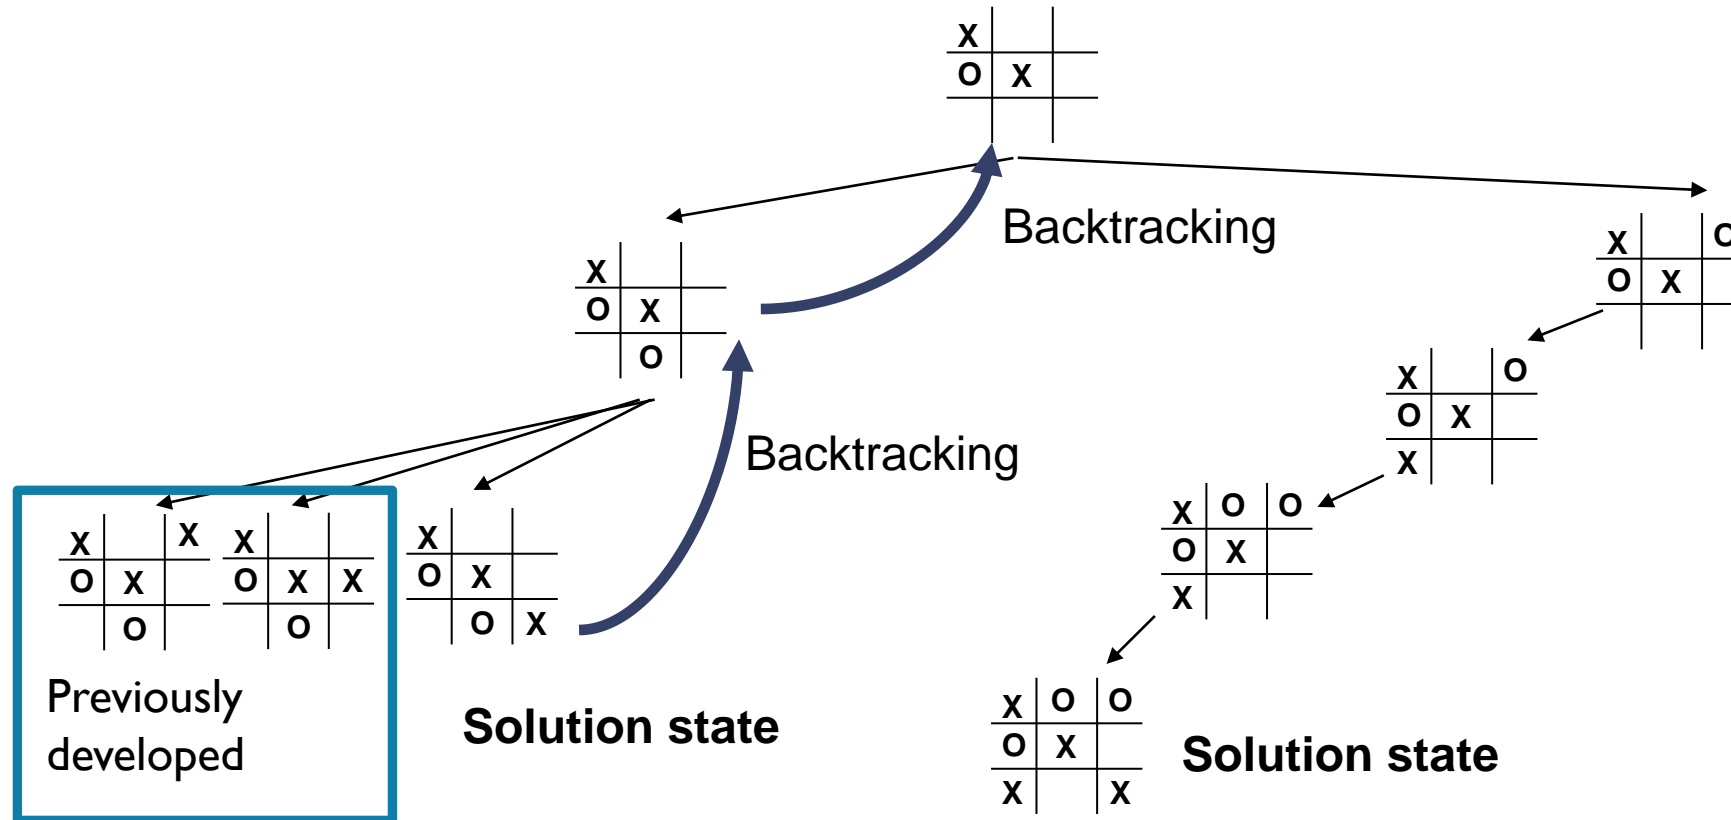 X
O X
Backtracking
X O
O X
X
O X
O
X O
O X
X
Backtracking
X O O
O X
X
X X
O X
O
X
O X X
O
X
O X
O X
Previously
developed
Solution state
X O O
O X
X X
Solution state